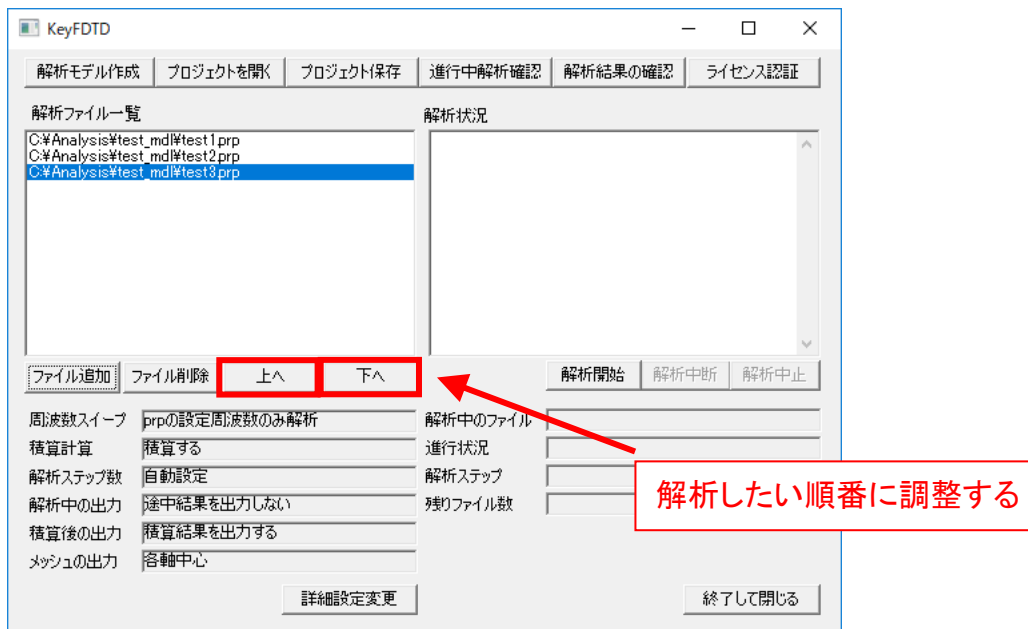 KeyFDTD
解析モデル作成 プロジェクトを開く プロジェクト保存 進行中解析確認 解析結果の確認 ライセンス認証
解析ファイル一覧
解析状況
C:¥Analysis¥test_mdl¥test1.prp
C:¥Analysis¥test_mdl¥test2.prp
C:¥Analysis¥test_mdl¥test3.prp
ファイル追加 ファイル削除 上へ 下へ 解析開始 解析中断 解析中止
周波数スイープ prpの設定周波数のみ解析 解析中のファイル
積算計算 積算する 進行状況
解析ステップ数 自動設定 解析ステップ
解析中の出力 途中結果を出力しない 残りファイル数
積算後の出力 積算結果を出力する
メッシュの出力 各軸中心
解析したい順番に調整する
詳細設定変更 終了して閉じる